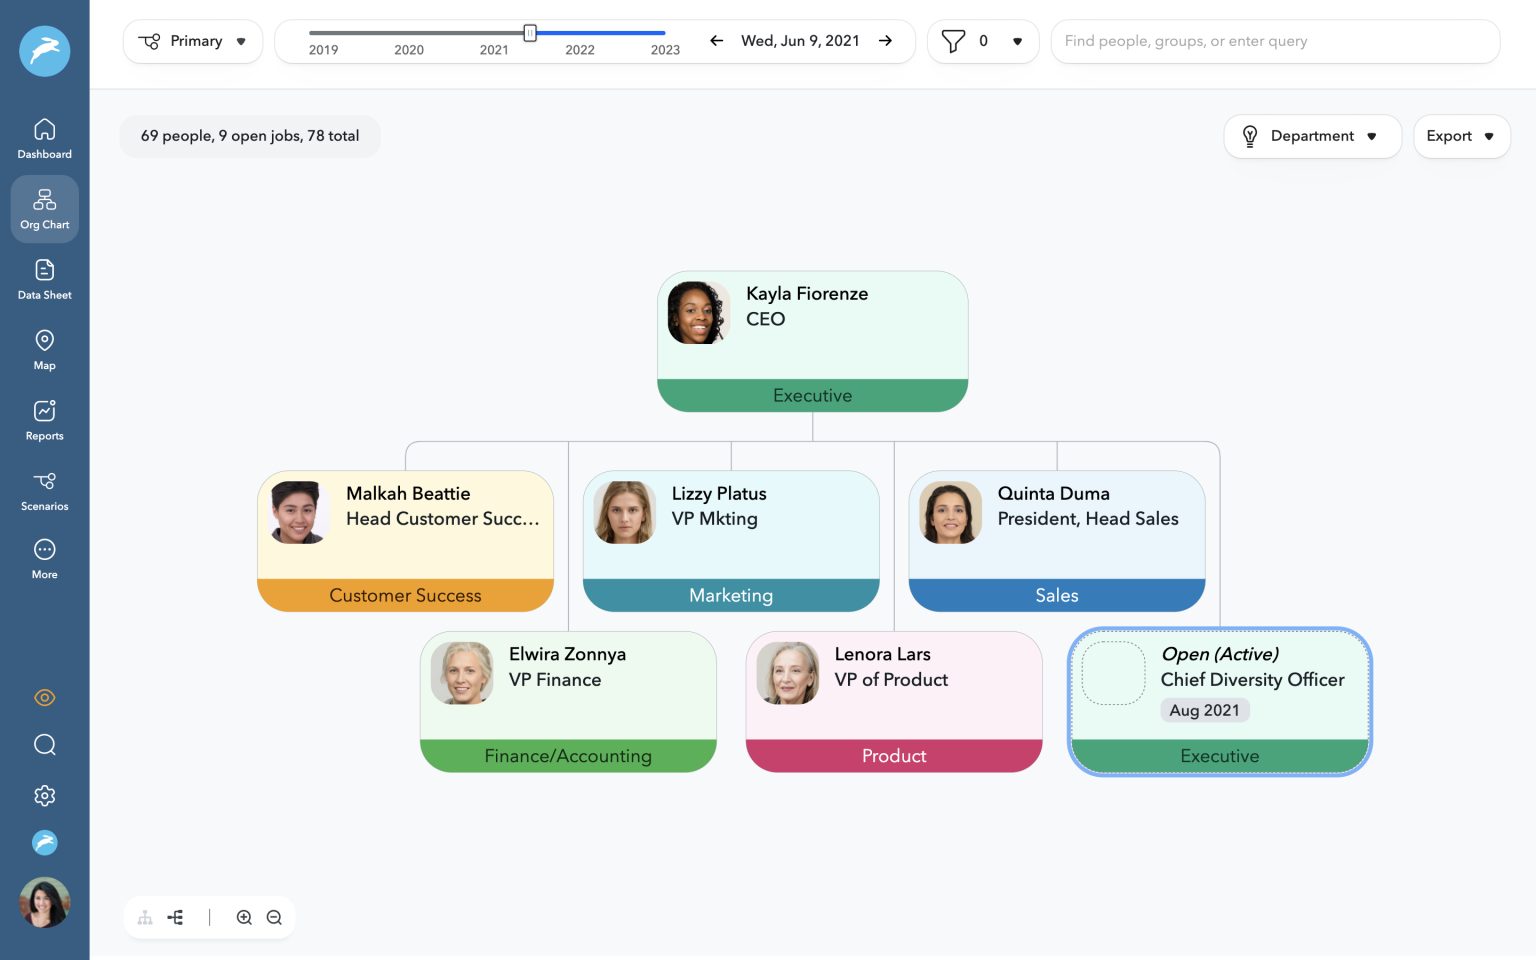 Primary
2019 2020 2021 2022 2023
Wed, Jun 9, 2021
0
Find people, groups, or enter query
Dashboard
Org Chart
Data Sheet
Map
Reports
Scenarios
More
69 people, 9 open jobs, 78 total
Department
Export
Kayla Fiorenze
CEO
Executive
Malkah Beattie
Head Customer Succ...
Customer Success
Lizzy Platus
VP Mkting
Marketing
Quinta Duma
President, Head Sales
Sales
Elwira Zonnya
VP Finance
Finance/Accounting
Lenora Lars
VP of Product
Product
Open (Active)
Chief Diversity Officer
Aug 2021
Executive